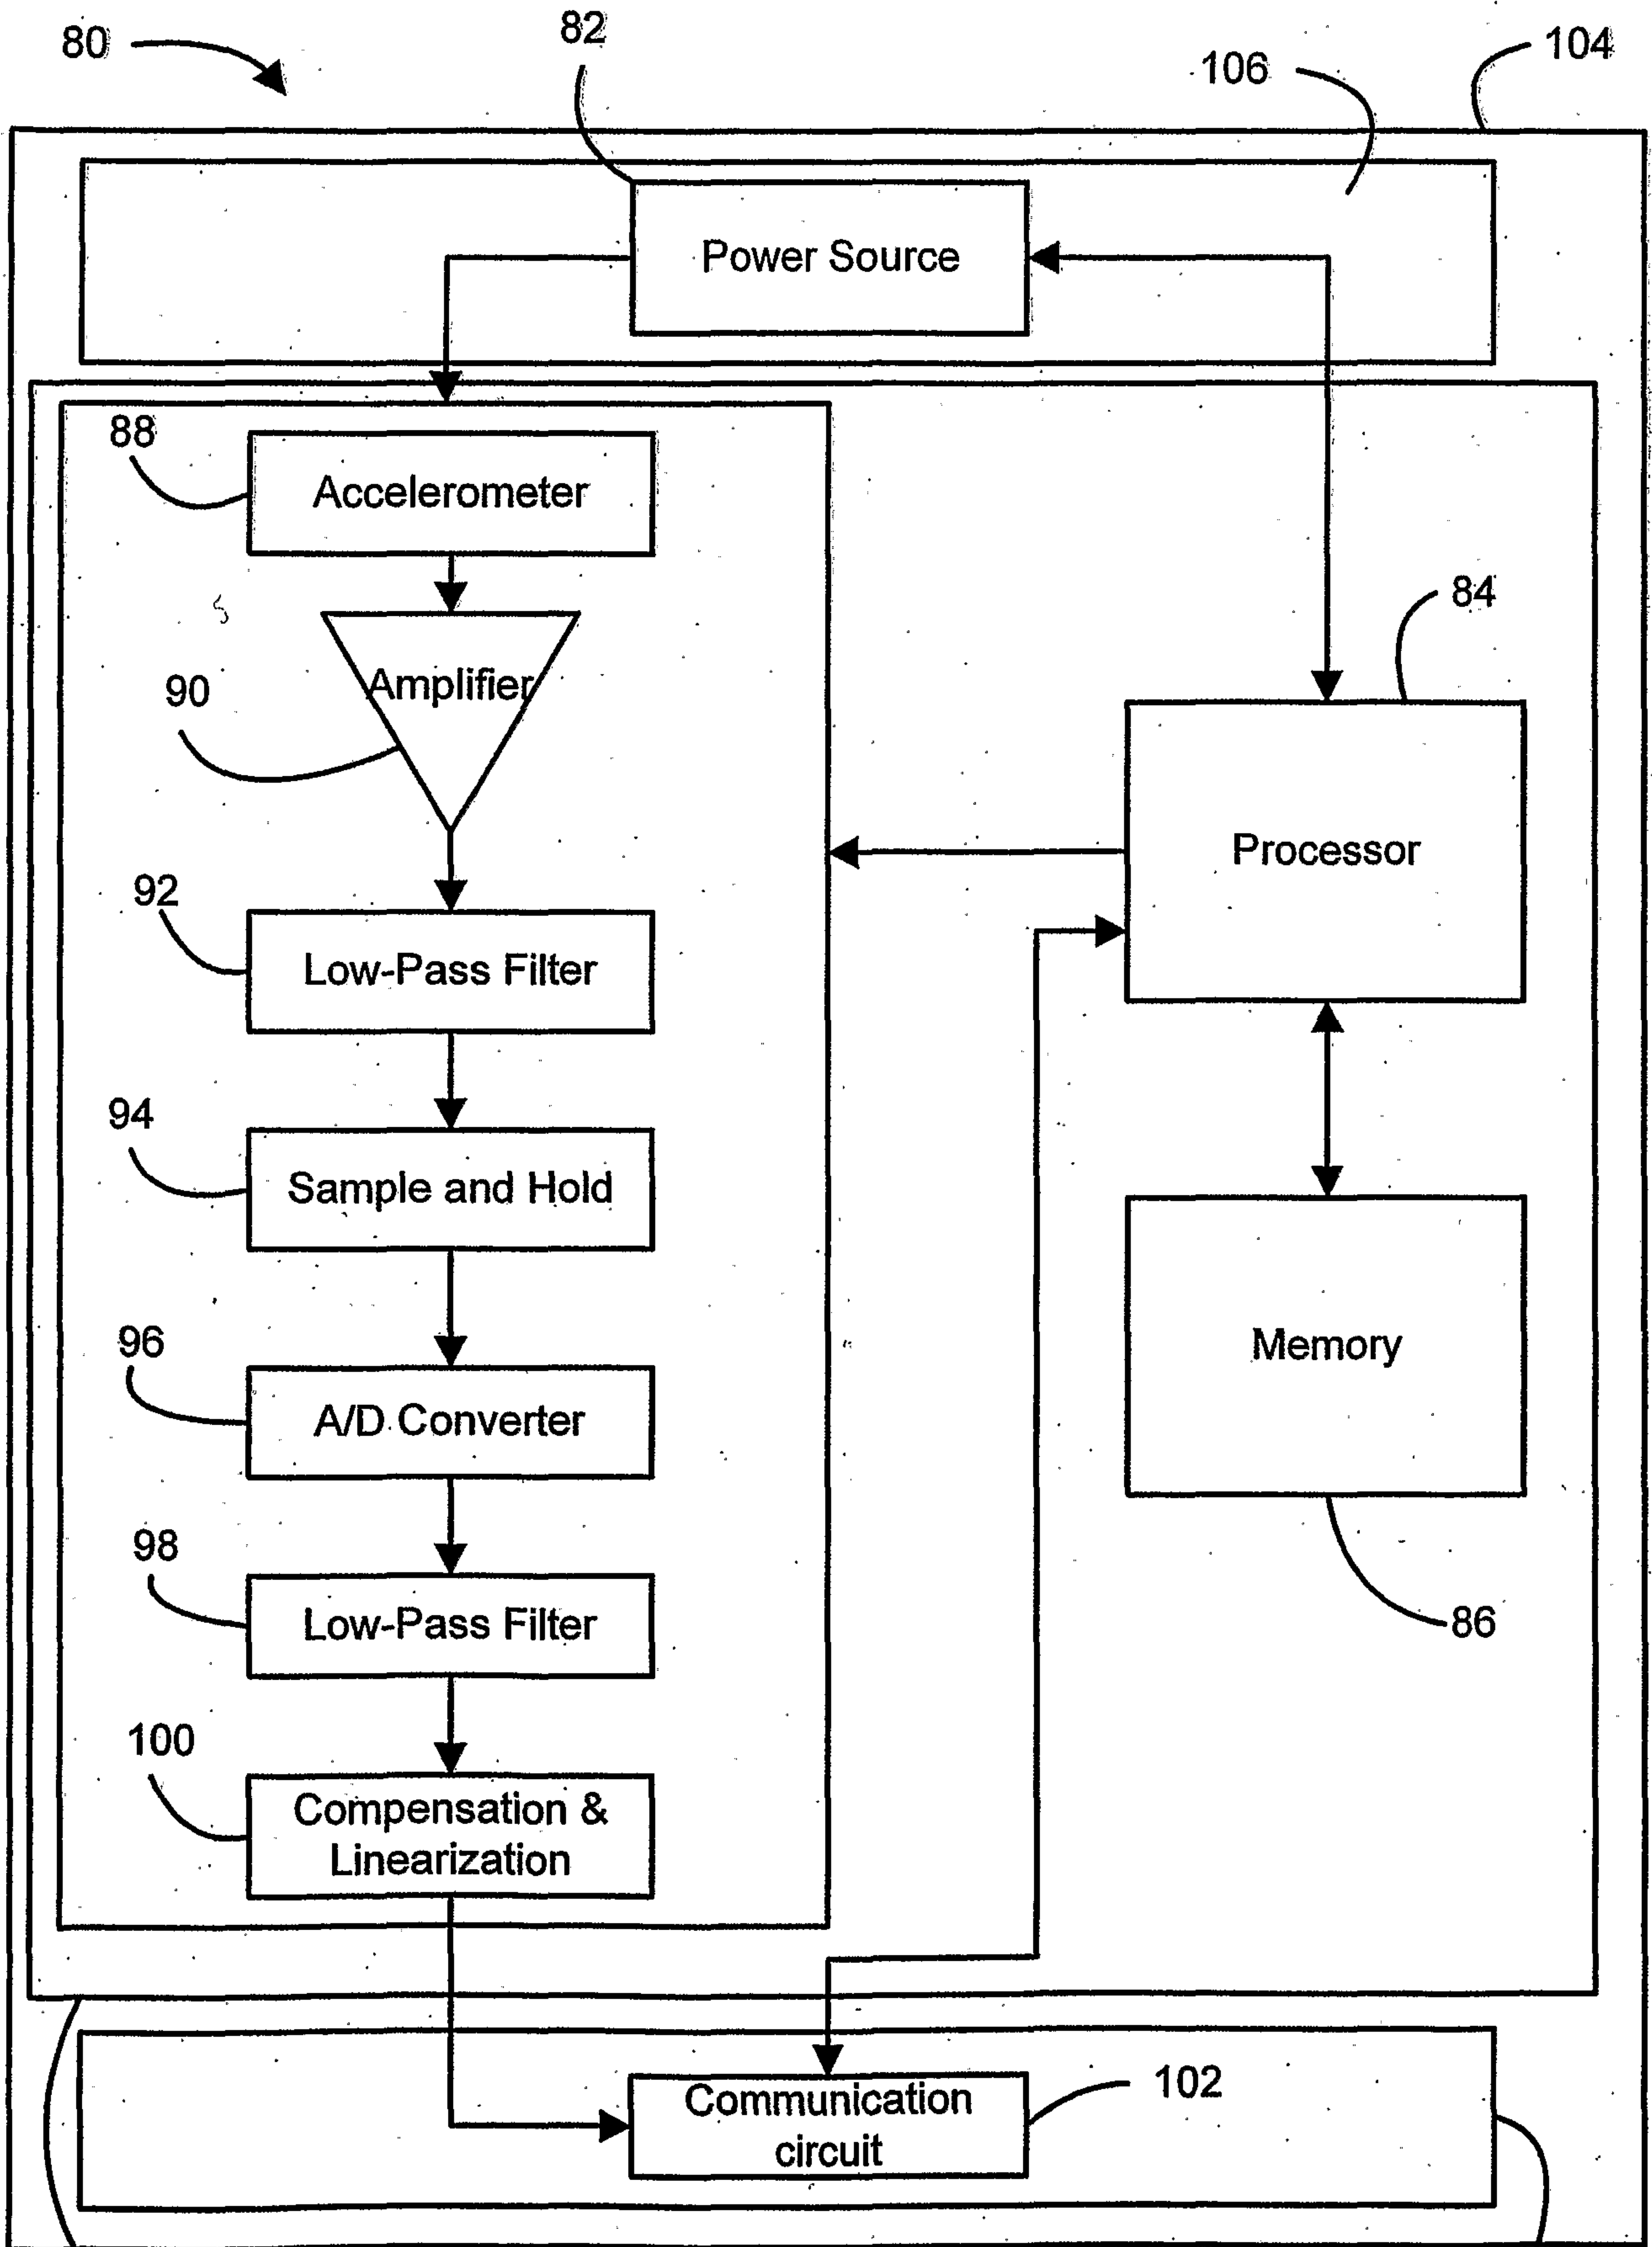 80
82
106
104
Power Source
88
Accelerometer
84
Amplifier
90
Processor
92
Low-Pass Filter
94
Sample and Hold
96
A/D Converter
Memory
98
Low-Pass Filter
86
100
Compensation &
Linearization
Communication
circuit
102